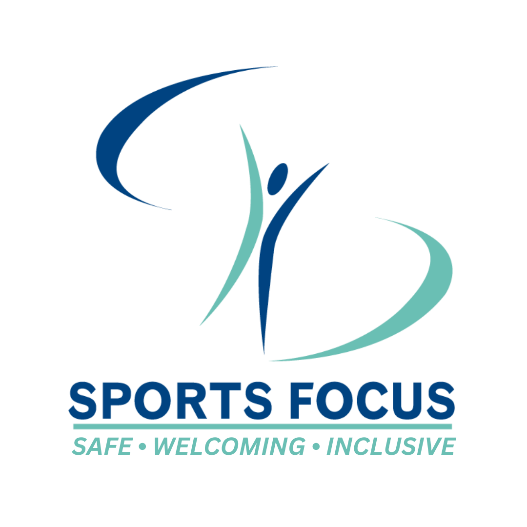 SPORTS FOCUS
SAFE • WELCOMING • INCLUSIVE